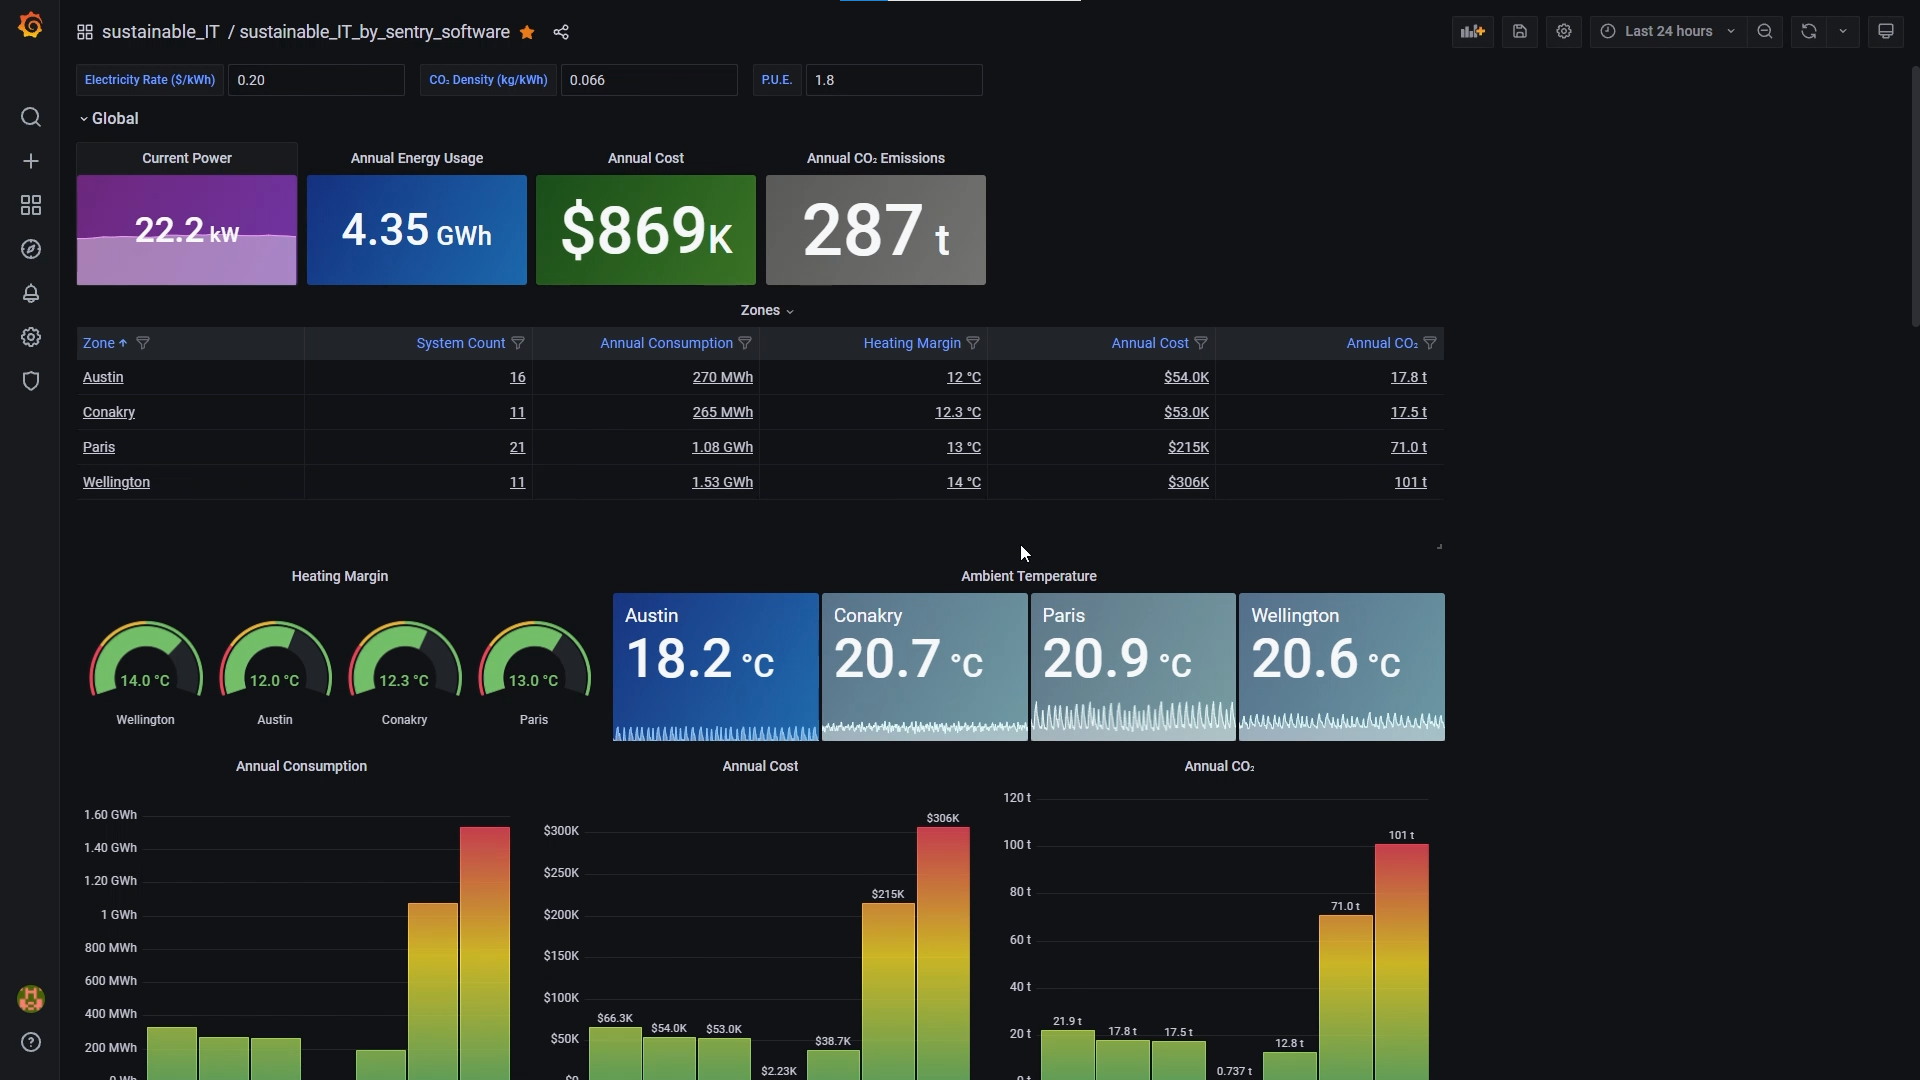 sustainable_IT / sustainable_IT_by_sentry_software
Last 24 hours
Electricity Rate ($/kWh) 0.20 CO₂ Density (kg/kWh) 0.066 P.U.E. 1.8
Global
Current Power Annual Energy Usage Annual Cost Annual CO₂ Emissions
22.2 kW 4.35 GWh $869K 287 t
Zones
Zone System Count Annual Consumption Heating Margin Annual Cost Annual CO₂
Austin 16 270 MWh 12 °C $54.0K 17.8 t
Conakry 11 265 MWh 12.3 °C $53.0K 17.5 t
Paris 21 1.08 GWh 13 °C $215K 71.0 t
Wellington 11 1.53 GWh 14 °C $306K 101 t
Heating Margin
14.0 °C 12.0 °C 12.3 °C 13.0 °C
Wellington Austin Conakry Paris
Ambient Temperature
Austin Conakry Paris Wellington
18.2 °C 20.7 °C 20.9 °C 20.6 °C
Annual Consumption
1.60 GWh
1.40 GWh
1.20 GWh
1 GWh
800 MWh
600 MWh
400 MWh
200 MWh
0 Wh
Annual Cost
$306K
$300K
$250K
$215K
$200K
$150K
$100K
$66.3K $54.0K $53.0K $38.7K
$50K
$2.23K
$0
Annual CO₂
120 t
101 t
100 t
80 t
71.0 t
60 t
40 t
21.9 t 17.8 t 17.5 t 12.8 t
20 t
0.737 t
0 t